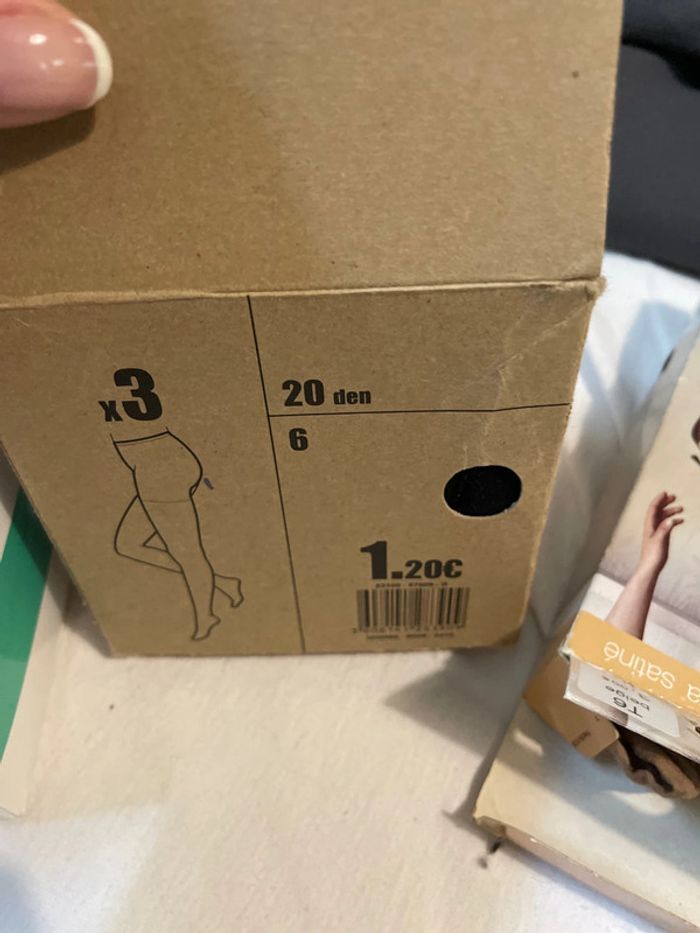 x3
20 den
6
1.20€
a satiné
T6
beige